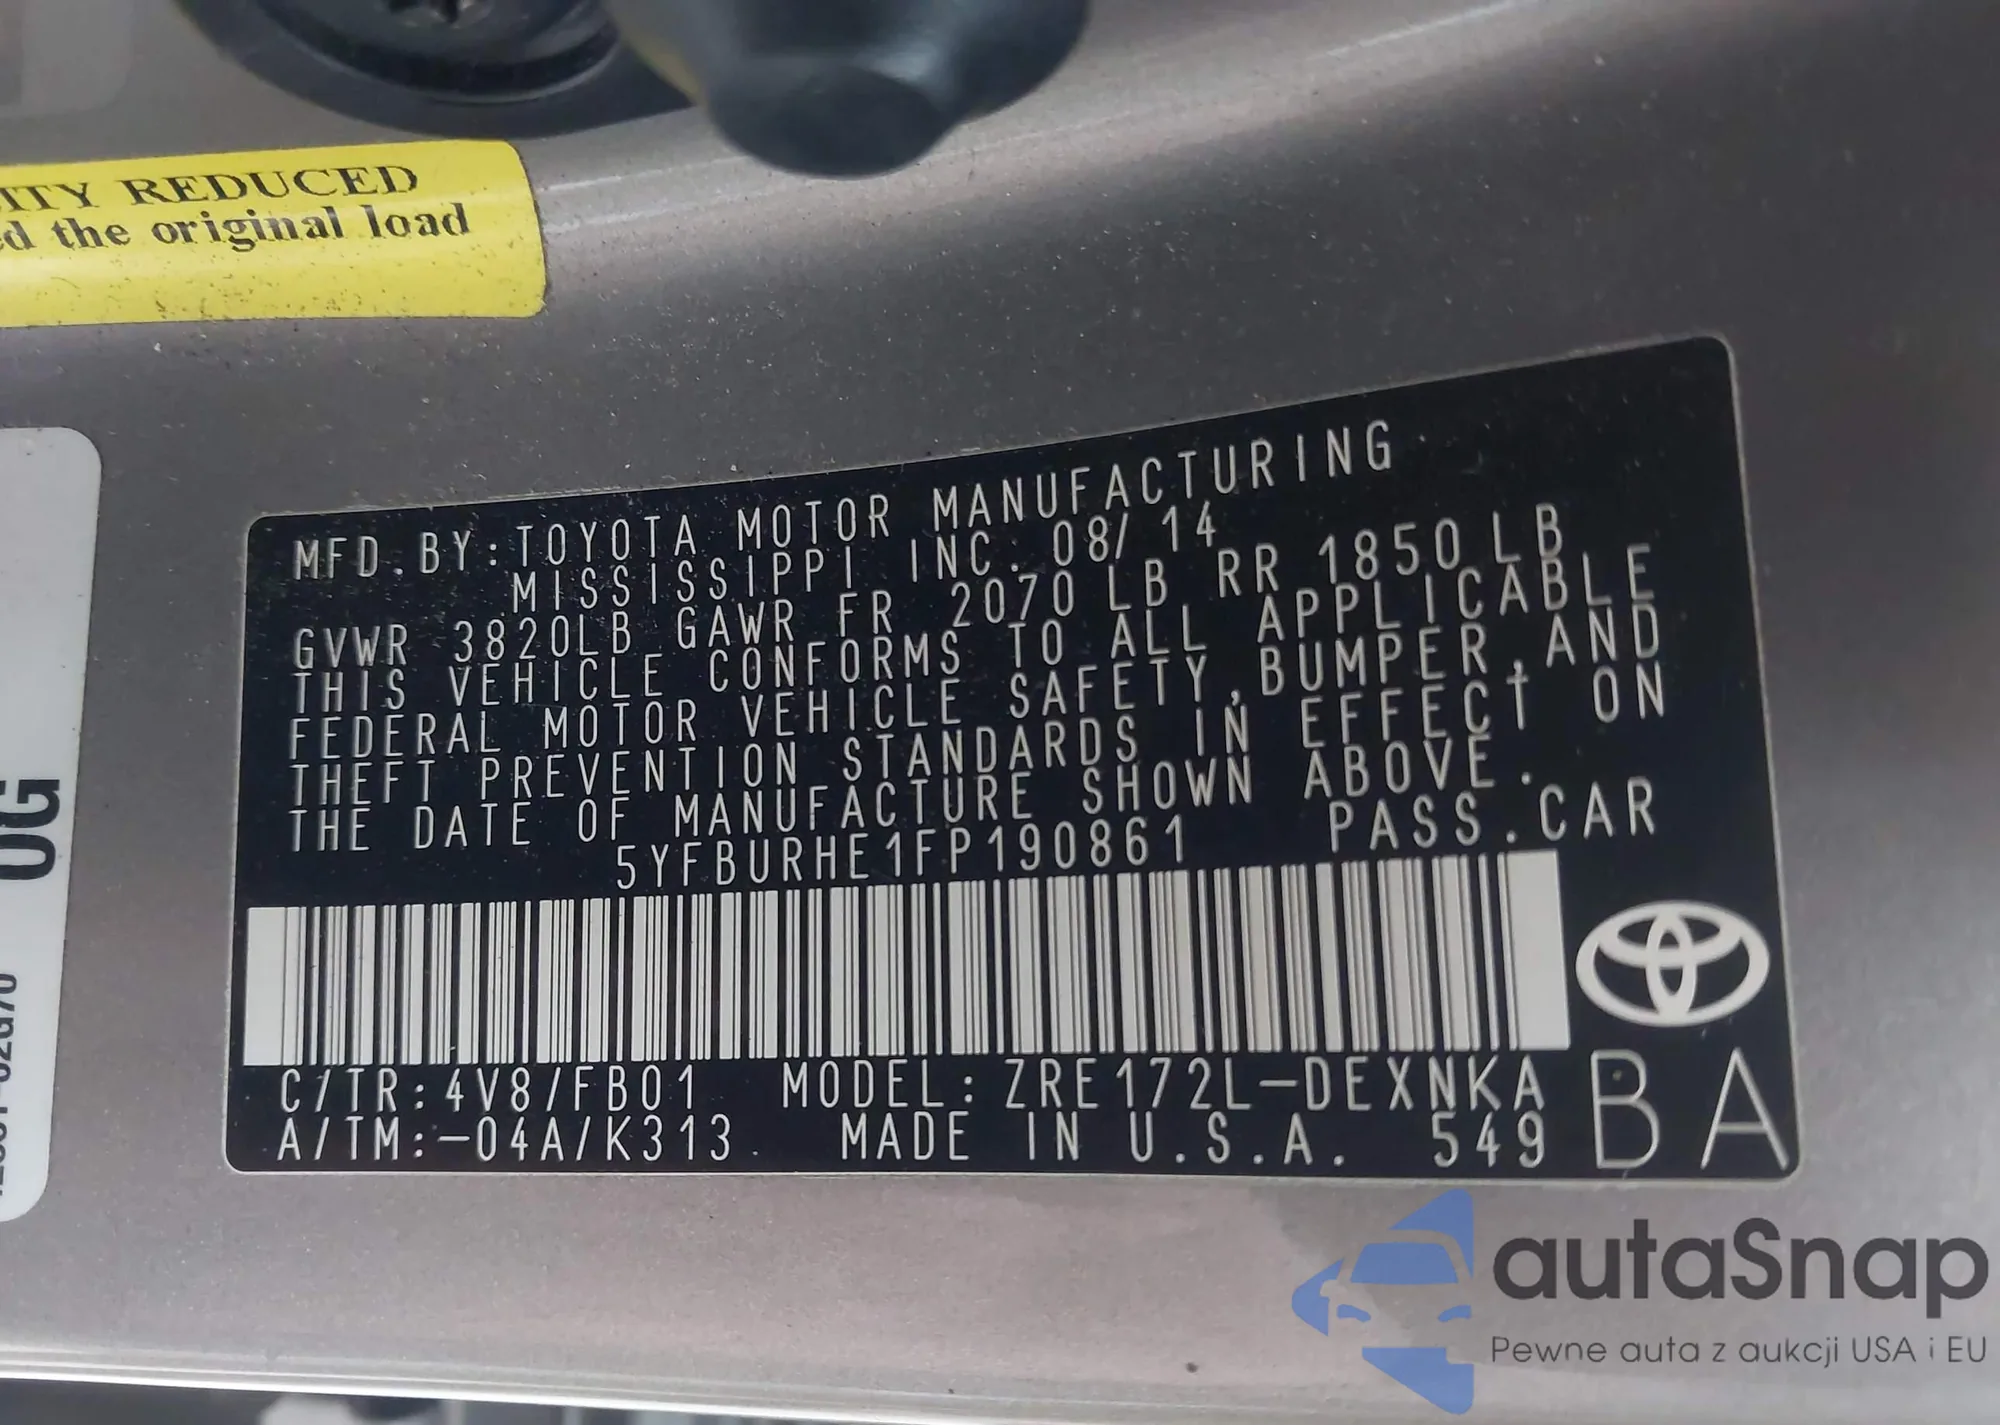 ITY REDUCED
ed the original load
0G
MFD. BY: TOYOTA MOTOR MANUFACTURING
MISSISSIPPI INC. 08/14
GVWR 3820LB GAWR FR 2070 LB RR 1850 LB
THIS VEHICLE CONFORMS TO ALL APPLICABLE
FEDERAL MOTOR VEHICLE SAFETY, BUMPER, AND
THEFT PREVENTION STANDARDS IN EFFECT ON
THE DATE OF MANUFACTURE SHOWN ABOVE.
5YFBURHE1FP190861 PASS. CAR
C/TR: 4V8/FB01 MODEL: ZRE172L-DEXNKA
A/TM: -04A/K313 MADE IN U.S.A. 549
BA
autaSnap
Pewne auta z aukcji USA i EU